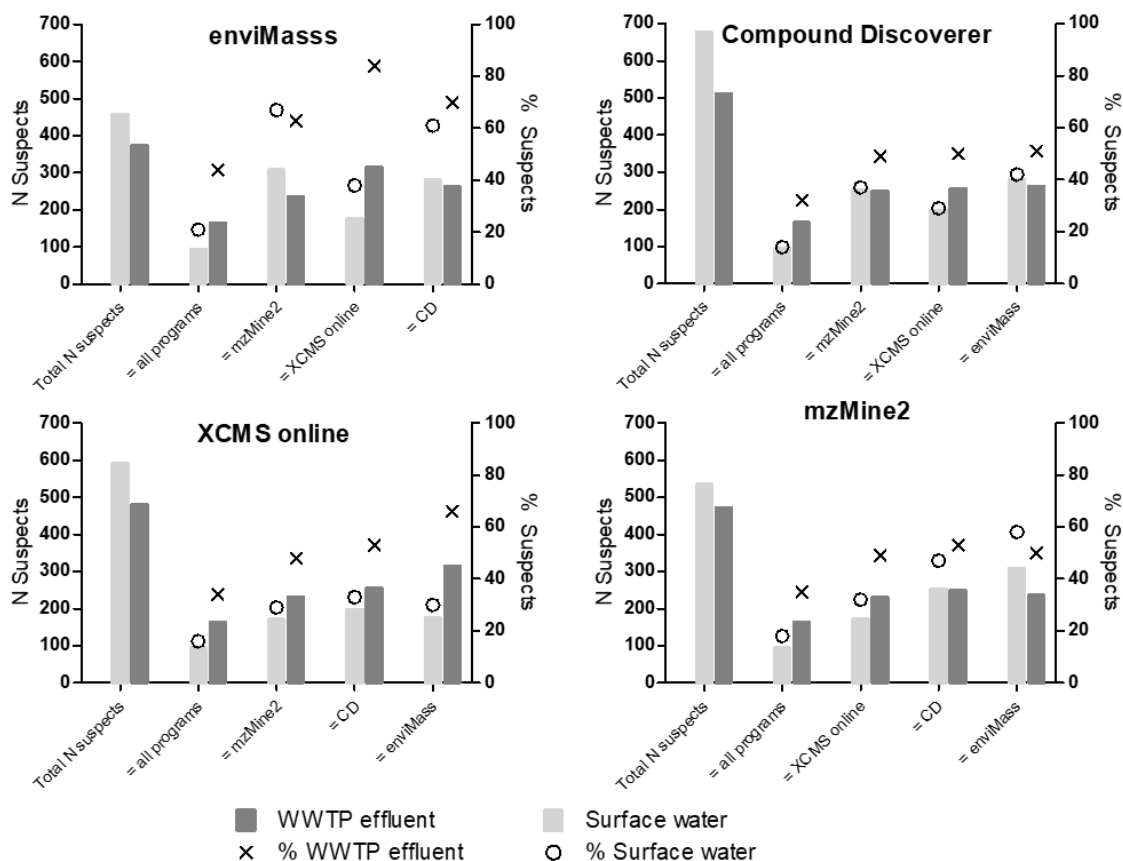 enviMasss
700
600
500
400
300
200
100
0
N Suspects
100
80
60
40
20
0
% Suspects
Total N suspects
= all programs
= mzMine2
= XCMS online
= CD
Compound Discoverer
700
600
500
400
300
200
100
0
N Suspects
100
80
60
40
20
0
% Suspects
Total N suspects
= all programs
= mzMine2
= XCMS online
= enviMass
XCMS online
700
600
500
400
300
200
100
0
N Suspects
100
80
60
40
20
0
% Suspects
Total N suspects
= all programs
= mzMine2
= CD
= enviMass
mzMine2
700
600
500
400
300
200
100
0
N Suspects
100
80
60
40
20
0
% Suspects
Total N suspects
= all programs
= XCMS online
= CD
= enviMass
WWTP effluent
Surface water
% WWTP effluent
% Surface water